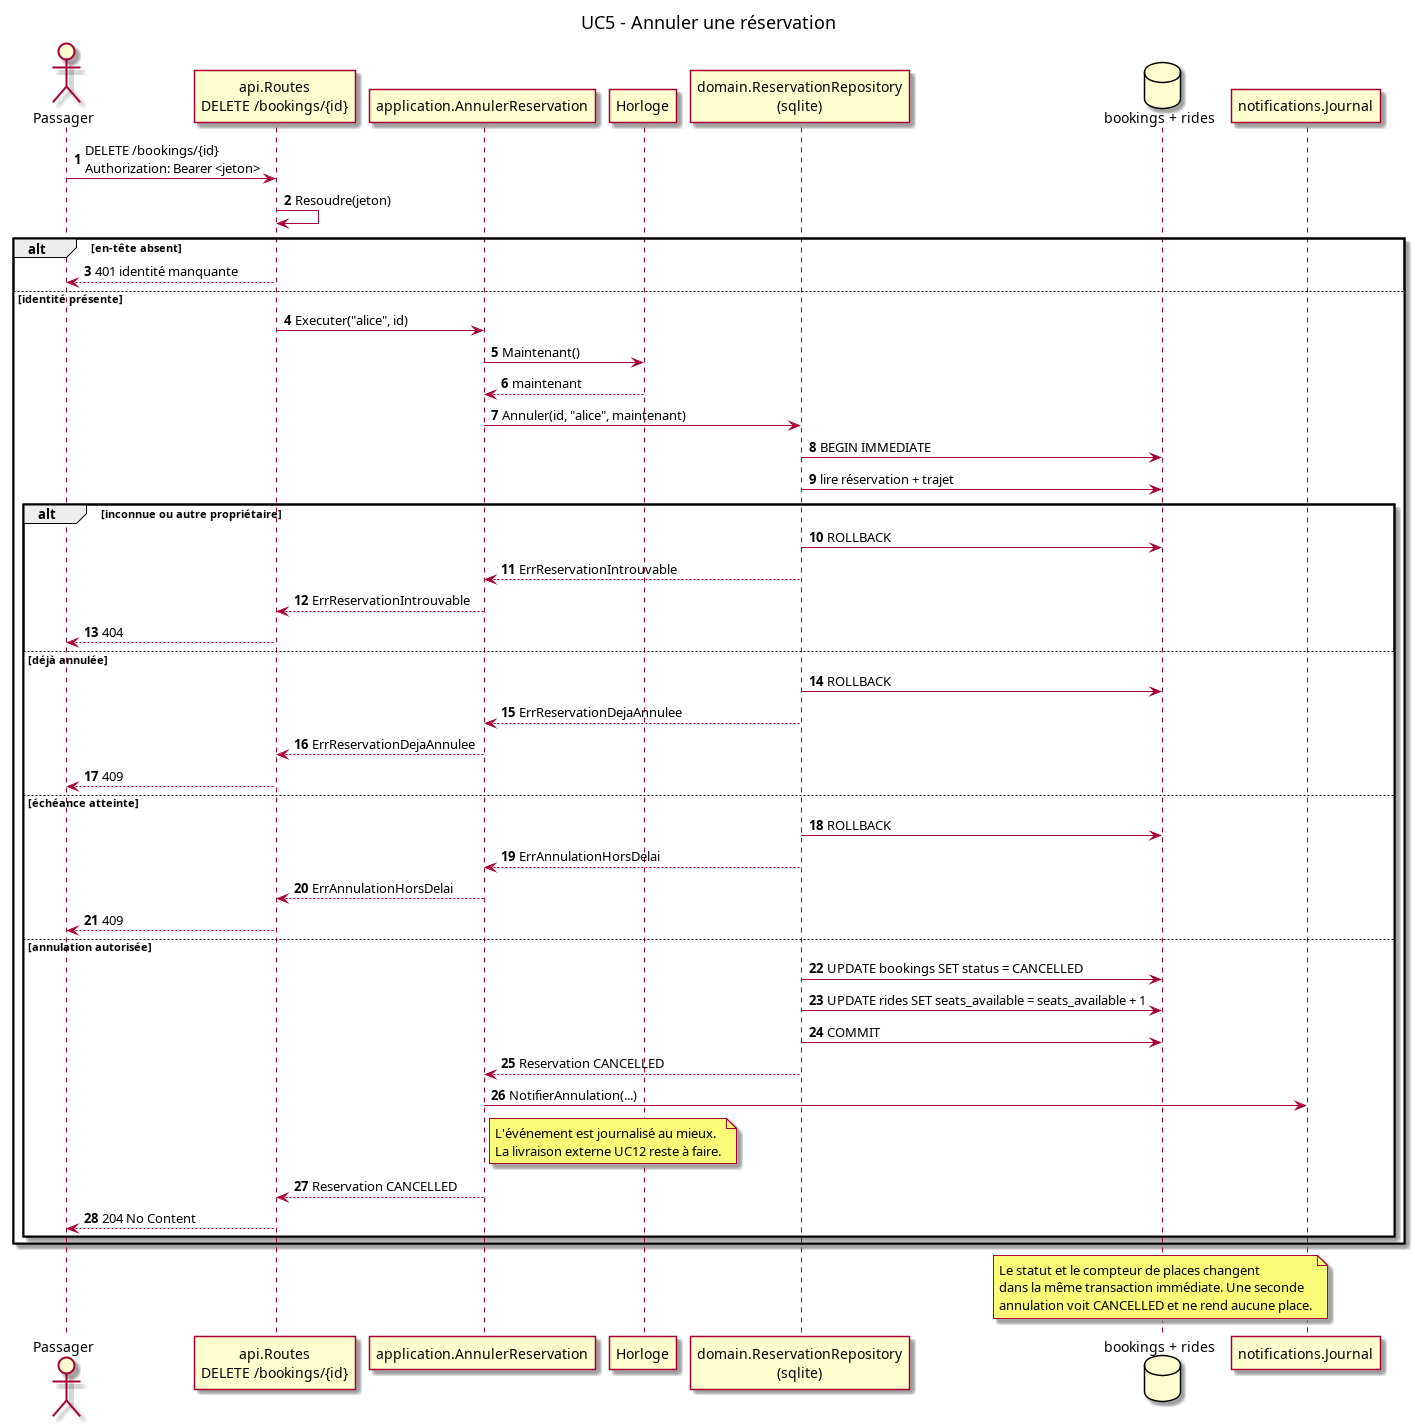 UC5 - Annuler une réservation
Passager
api.Routes
DELETE /bookings/{id}
application.AnnulerReservation
Horloge
domain.ReservationRepository
(sqlite)
bookings + rides
notifications.Journal
1 DELETE /bookings/{id}
Authorization: Bearer <jeton>
2 Resoudre(jeton)
alt [en-tête absent]
3 401 identité manquante
[identité présente]
4 Executer("alice", id)
5 Maintenant()
6 maintenant
7 Annuler(id, "alice", maintenant)
8 BEGIN IMMEDIATE
9 lire réservation + trajet
alt [inconnue ou autre propriétaire]
10 ROLLBACK
11 ErrReservationIntrouvable
12 ErrReservationIntrouvable
13 404
[déjà annulée]
14 ROLLBACK
15 ErrReservationDejaAnnulee
16 ErrReservationDejaAnnulee
17 409
[échéance atteinte]
18 ROLLBACK
19 ErrAnnulationHorsDelai
20 ErrAnnulationHorsDelai
21 409
[annulation autorisée]
22 UPDATE bookings SET status = CANCELLED
23 UPDATE rides SET seats_available = seats_available + 1
24 COMMIT
25 Reservation CANCELLED
26 NotifierAnnulation(...)
L'événement est journalisé au mieux.
La livraison externe UC12 reste à faire.
27 Reservation CANCELLED
28 204 No Content
Le statut et le compteur de places changent
dans la même transaction immédiate. Une seconde
annulation voit CANCELLED et ne rend aucune place.
Passager
api.Routes
DELETE /bookings/{id}
application.AnnulerReservation
Horloge
domain.ReservationRepository
(sqlite)
bookings + rides
notifications.Journal